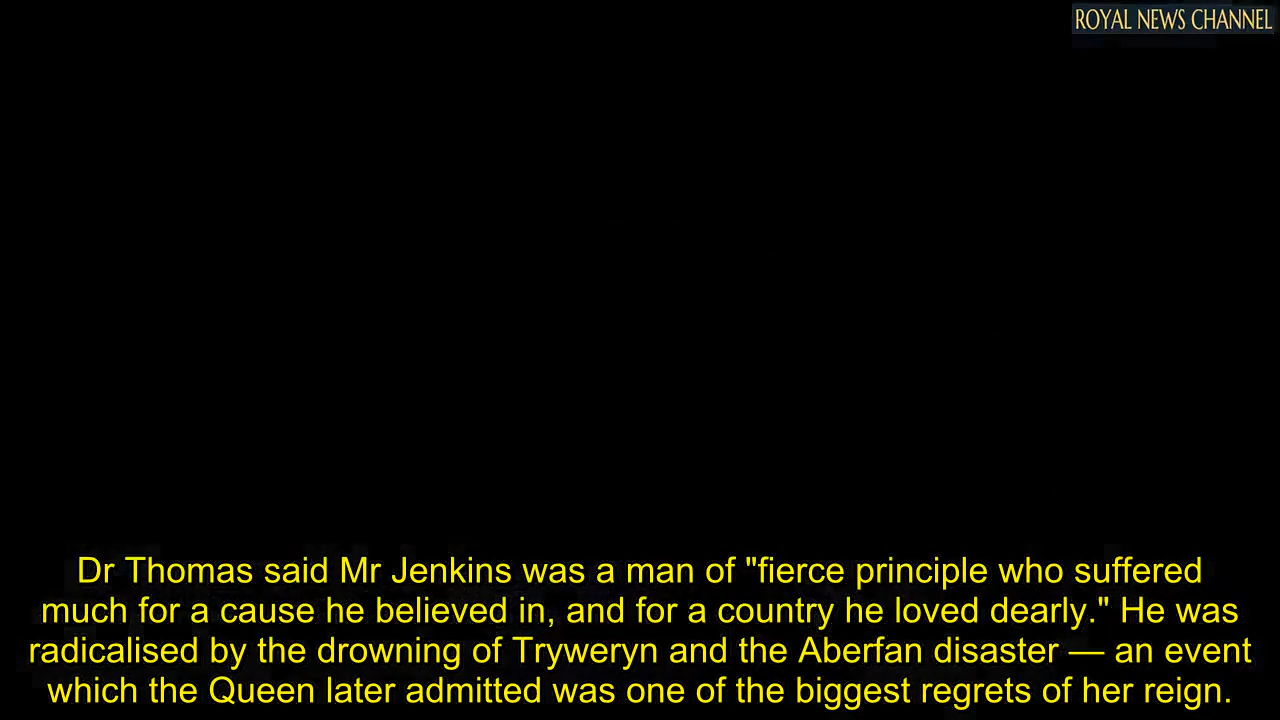 ROYAL NEWS CHANNEL
Dr Thomas said Mr Jenkins was a man of "fierce principle who suffered
much for a cause he believed in, and for a country he loved dearly." He was
radicalised by the drowning of Tryweryn and the Aberfan disaster — an event
which the Queen later admitted was one of the biggest regrets of her reign.